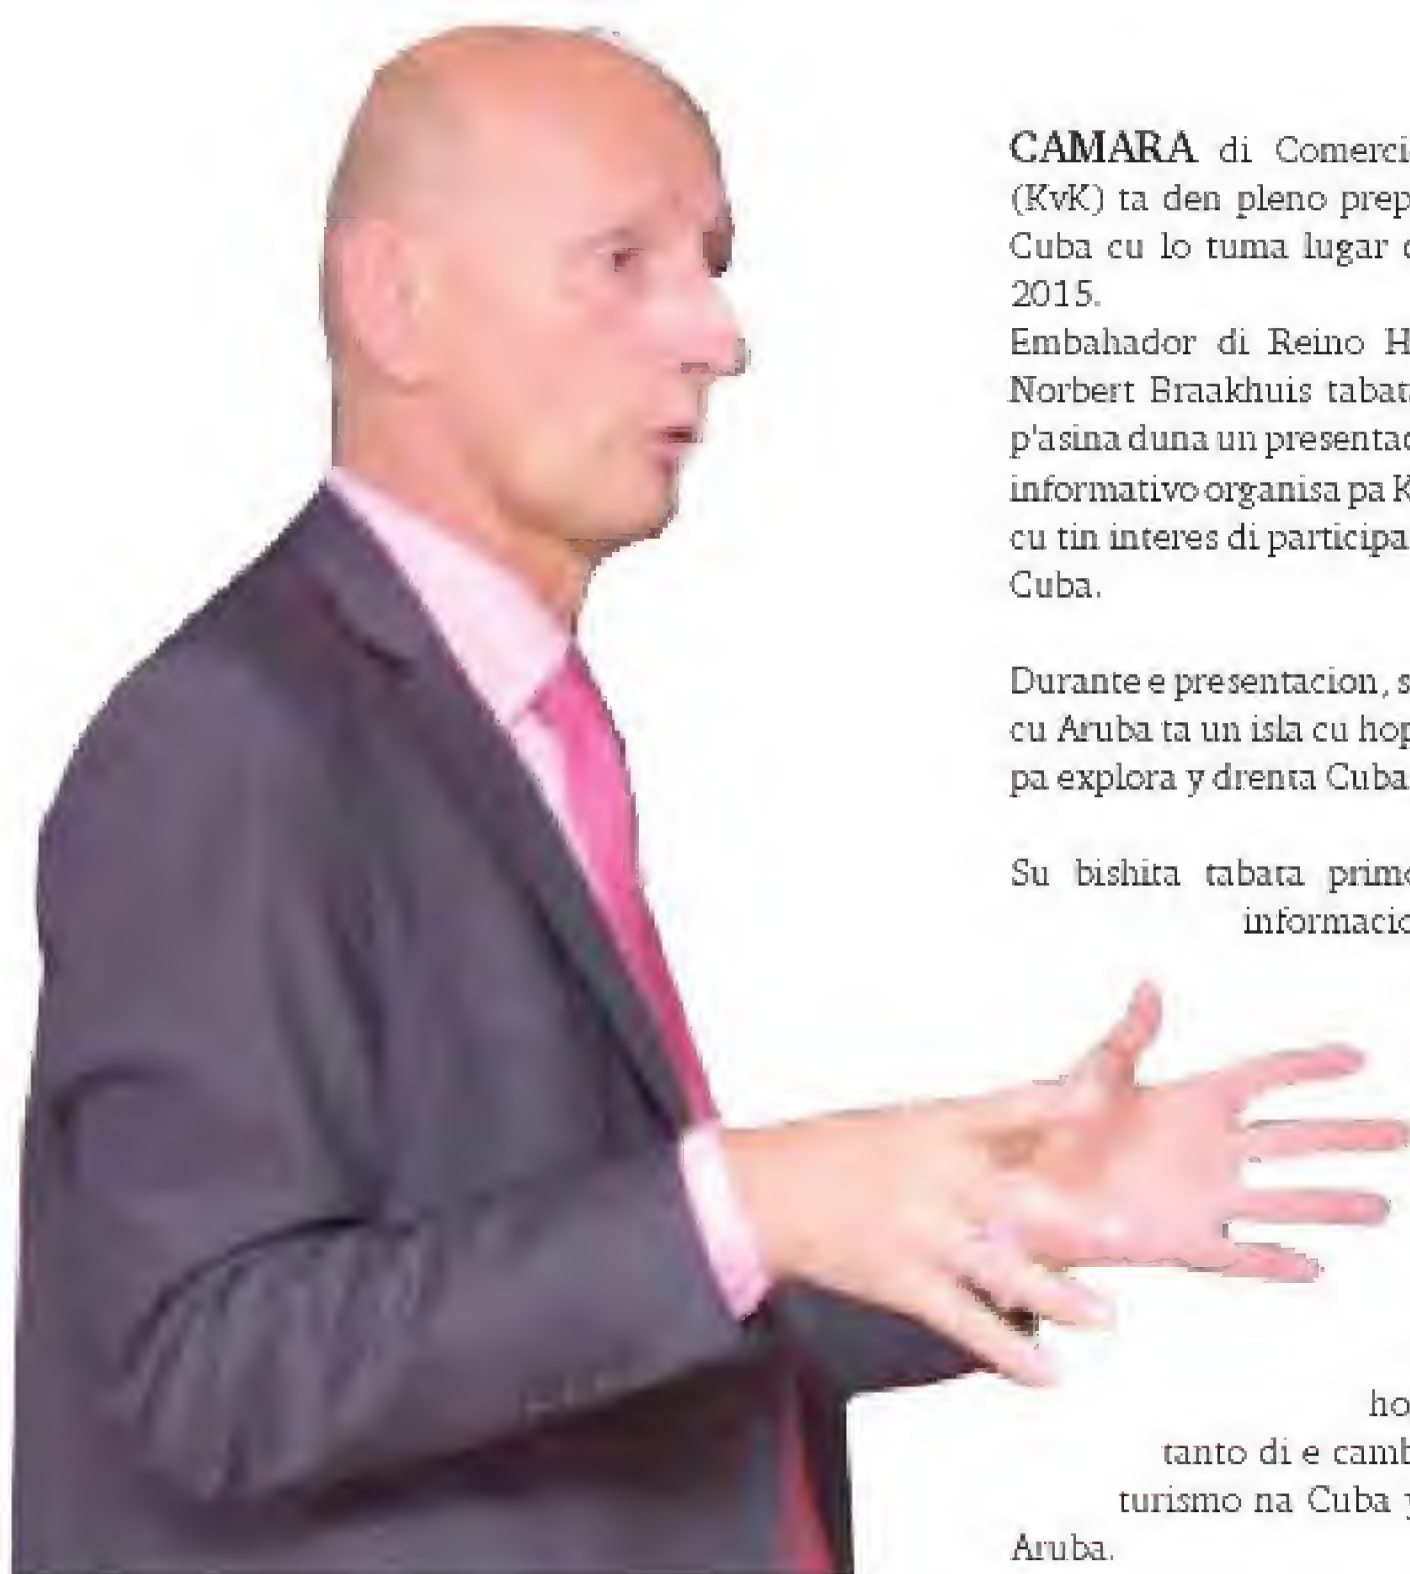 CAMARA di Comerci
(KvK) ta den pleno prep
Cuba cu lo tuma lugar
2015.
Embahador di Reino H
Norbert Braakhuis tabat
p'asina duna un presentac
informativo organisa pa K
cu tin interes di participa
Cuba.
Durante e presentacion, s
cu Aruba ta un isla cu hop
pa explora y drenta Cuba
Su bishita tabata prime
informacio
ho
tanto di e camb
turismo na Cuba y
Aruba.